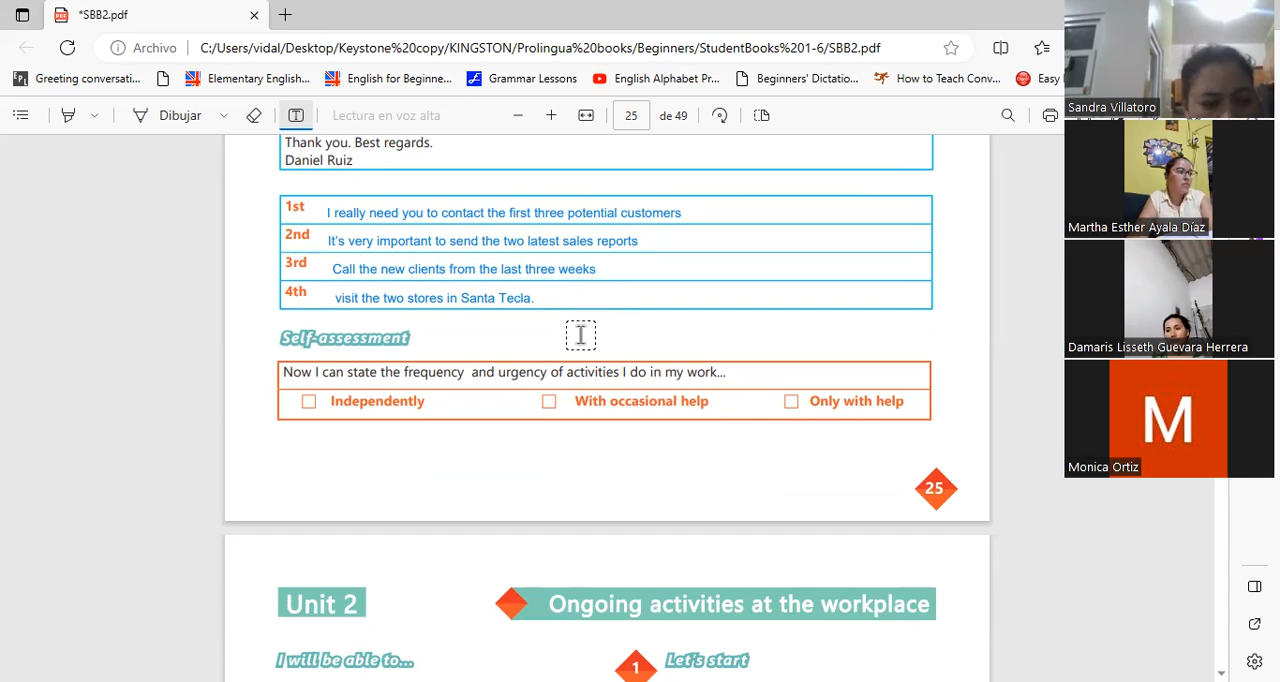 *SBB2.pdf
Archivo C:/Users/vidal/Desktop/Keystone%20copy/KINGSTON/Prolingua%20books/Beginners/StudentBooks%201-6/SBB2.pdf
Greeting conversati... Elementary English... English for Beginne... Grammar Lessons English Alphabet Pr... Beginners' Dictatio... How to Teach Conv... Easy
Dibujar Lectura en voz alta 25 de 49
Thank you. Best regards.
Daniel Ruiz
1st I really need you to contact the first three potential customers
2nd It's very important to send the two latest sales reports
3rd Call the new clients from the last three weeks
4th visit the two stores in Santa Tecla.
Self-assessment
Now I can state the frequency and urgency of activities I do in my work...
Independently With occasional help Only with help
25
Unit 2 Ongoing activities at the workplace
I will be able to... 1 Let's start
Sandra Villatoro
Martha Esther Ayala Díaz
Damaris Lisseth Guevara Herrera
M
Monica Ortiz